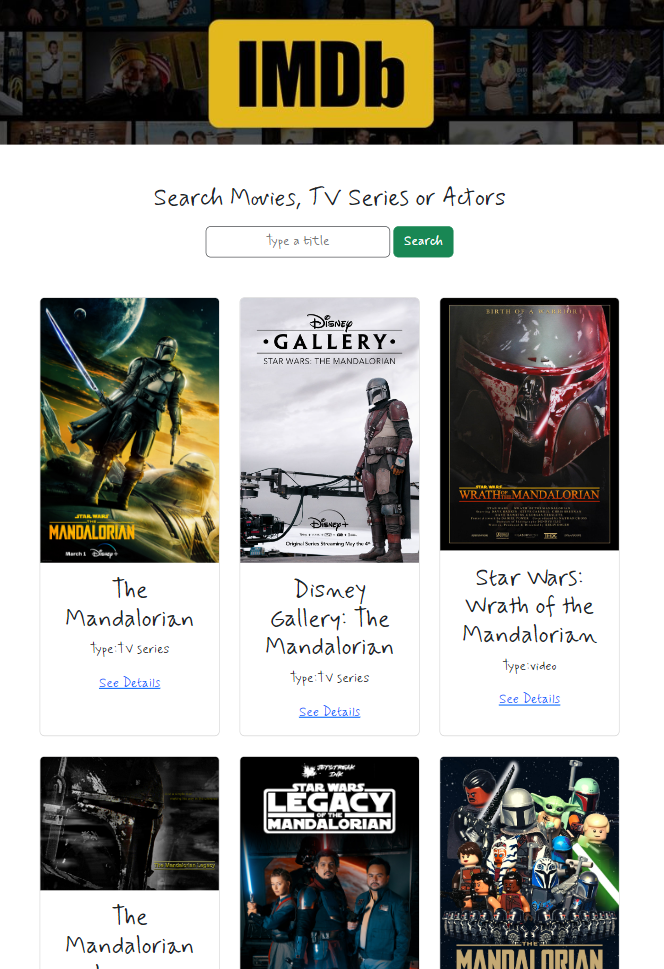 IMDb
Search Movies, TV Series or Actors
Type a title
Search
STAR WARS
THE
MANDALORIAN
March 1 Disney+
Disney
·GALLERY·
STAR WARS: THE MANDALORIAN
Disney+
Original Series Streaming May the 4th
BIRTH OF A WARRIOR
STAR WARS
WRATH OF THE MANDALORIAN
THX
The
Mandalorian
Type:TV Series
See Details
Disney
Gallery: The
Mandalorian
Type:TV Series
See Details
Star Wars:
Wrath of the
Mandalorian
Type:video
See Details
The Mandalorian Legacy
The
Mandalorian
JETSTREAK
INK
STAR WARS
LEGACY
OF THE
MANDALORIAN
THE
MANDALORIAN